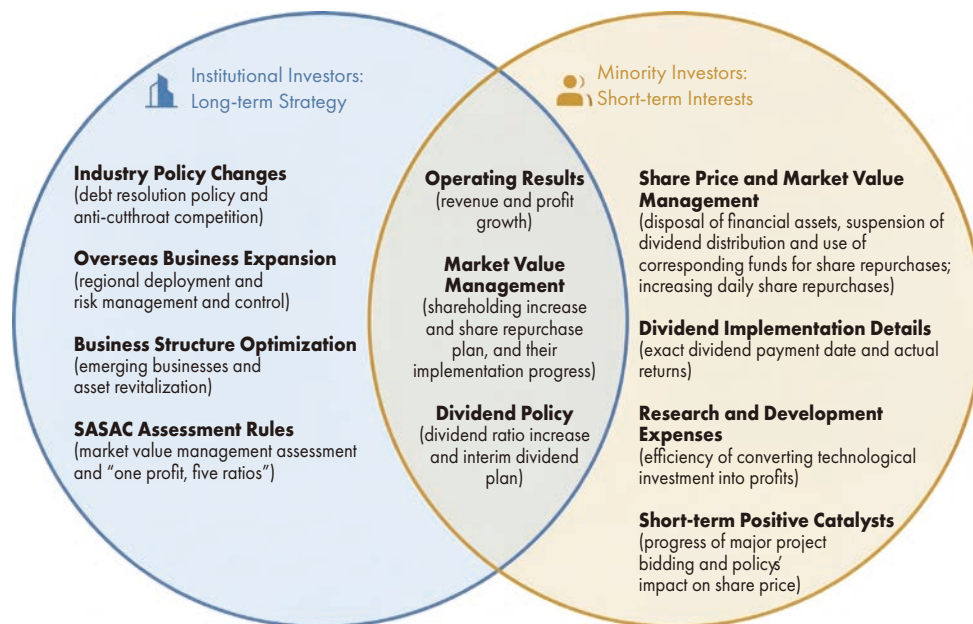 Institutional Investors:
Long-term Strategy
Industry Policy Changes
(debt resolution policy and
anti-cutthroat competition)
Overseas Business Expansion
(regional deployment and
risk management and control)
Business Structure Optimization
(emerging businesses and
asset revitalization)
SASAC Assessment Rules
(market value management assessment
and “one profit, five ratios”)
Operating Results
(revenue and profit
growth)
Market Value
Management
(shareholding increase
and share repurchase
plan, and their
implementation progress)
Dividend Policy
(dividend ratio increase
and interim dividend
plan)
Minority Investors:
Short-term Interests
Share Price and Market Value
Management
(disposal of financial assets, suspension of
dividend distribution and use of
corresponding funds for share repurchases;
increasing daily share repurchases)
Dividend Implementation Details
(exact dividend payment date and actual
returns)
Research and Development
Expenses
(efficiency of converting technological
investment into profits)
Short-term Positive Catalysts
(progress of major project
bidding and policys’
impact on share price)